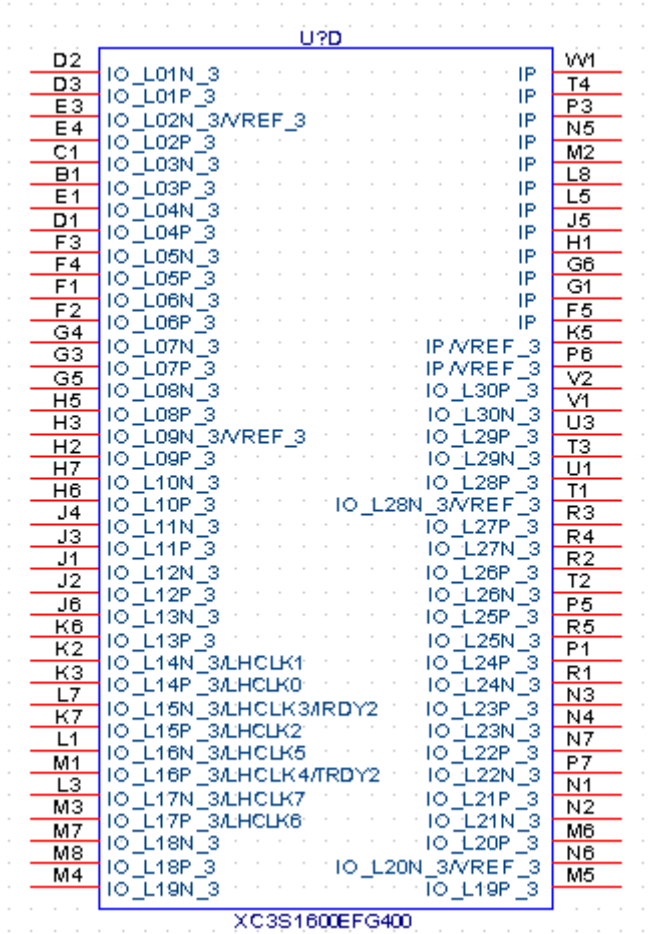 U?D
D2 IO_L01N_3 IP W1
D3 IO_L01P_3 IP T4
E3 IO_L02N_3/VREF_3 IP P3
E4 IO_L02P_3 IP N5
C1 IO_L03N_3 IP M2
B1 IO_L03P_3 IP L8
E1 IO_L04N_3 IP L5
D1 IO_L04P_3 IP J5
F3 IO_L05N_3 IP H1
F4 IO_L05P_3 IP G6
F1 IO_L06N_3 IP G1
F2 IO_L06P_3 IP F5
G4 IO_L07N_3 IP/VREF_3 K5
G3 IO_L07P_3 IP/VREF_3 P6
G5 IO_L08N_3 IO_L30P_3 V2
H5 IO_L08P_3 IO_L30N_3 V1
H3 IO_L09N_3/VREF_3 IO_L29P_3 U3
H2 IO_L09P_3 IO_L29N_3 T3
H7 IO_L10N_3 IO_L28P_3 U1
H6 IO_L10P_3 IO_L28N_3/VREF_3 T1
J4 IO_L11N_3 IO_L27P_3 R3
J3 IO_L11P_3 IO_L27N_3 R4
J1 IO_L12N_3 IO_L26P_3 R2
J2 IO_L12P_3 IO_L26N_3 T2
J6 IO_L13N_3 IO_L25P_3 P5
K6 IO_L13P_3 IO_L25N_3 R5
K2 IO_L14N_3/LHCLK1 IO_L24P_3 P1
K3 IO_L14P_3/LHCLK0 IO_L24N_3 R1
L7 IO_L15N_3/LHCLK3/IRDY2 IO_L23P_3 N3
K7 IO_L15P_3/LHCLK2 IO_L23N_3 N4
L1 IO_L16N_3/LHCLK5 IO_L22P_3 N7
M1 IO_L16P_3/LHCLK4/TRDY2 IO_L22N_3 P7
L3 IO_L17N_3/LHCLK7 IO_L21P_3 N1
M3 IO_L17P_3/LHCLK6 IO_L21N_3 N2
M7 IO_L18N_3 IO_L20P_3 M6
M8 IO_L18P_3 IO_L20N_3/VREF_3 N6
M4 IO_L19N_3 IO_L19P_3 M5
XC3S1600EFG400